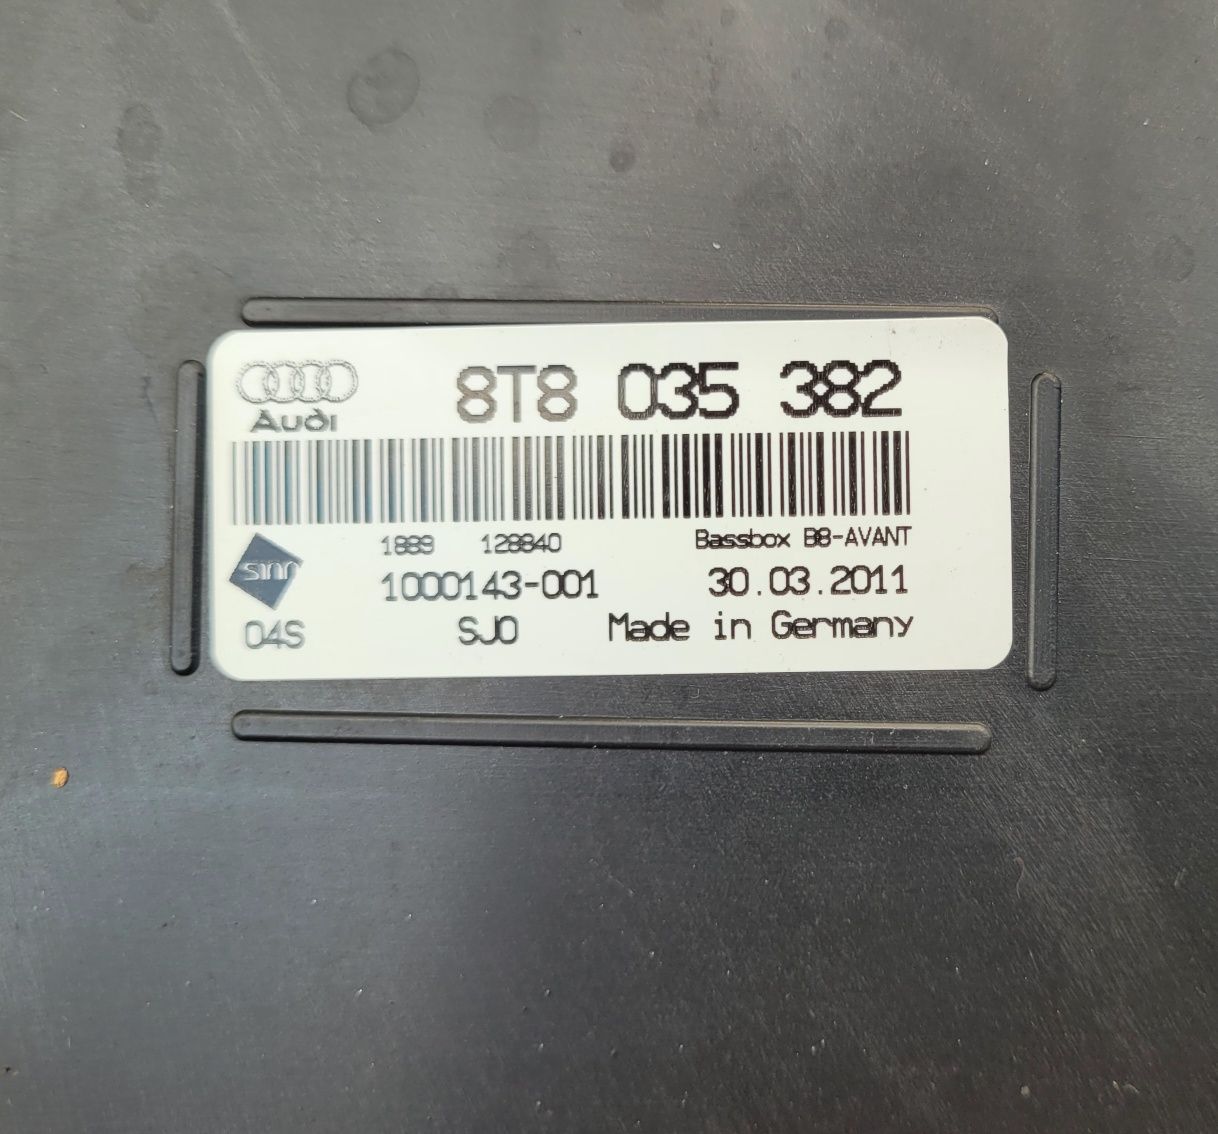 8T8 035 382
Audi
1889 128840 Bassbox B8-AVANT
1000143-001 30.03.2011
04S SJ0 Made in Germany